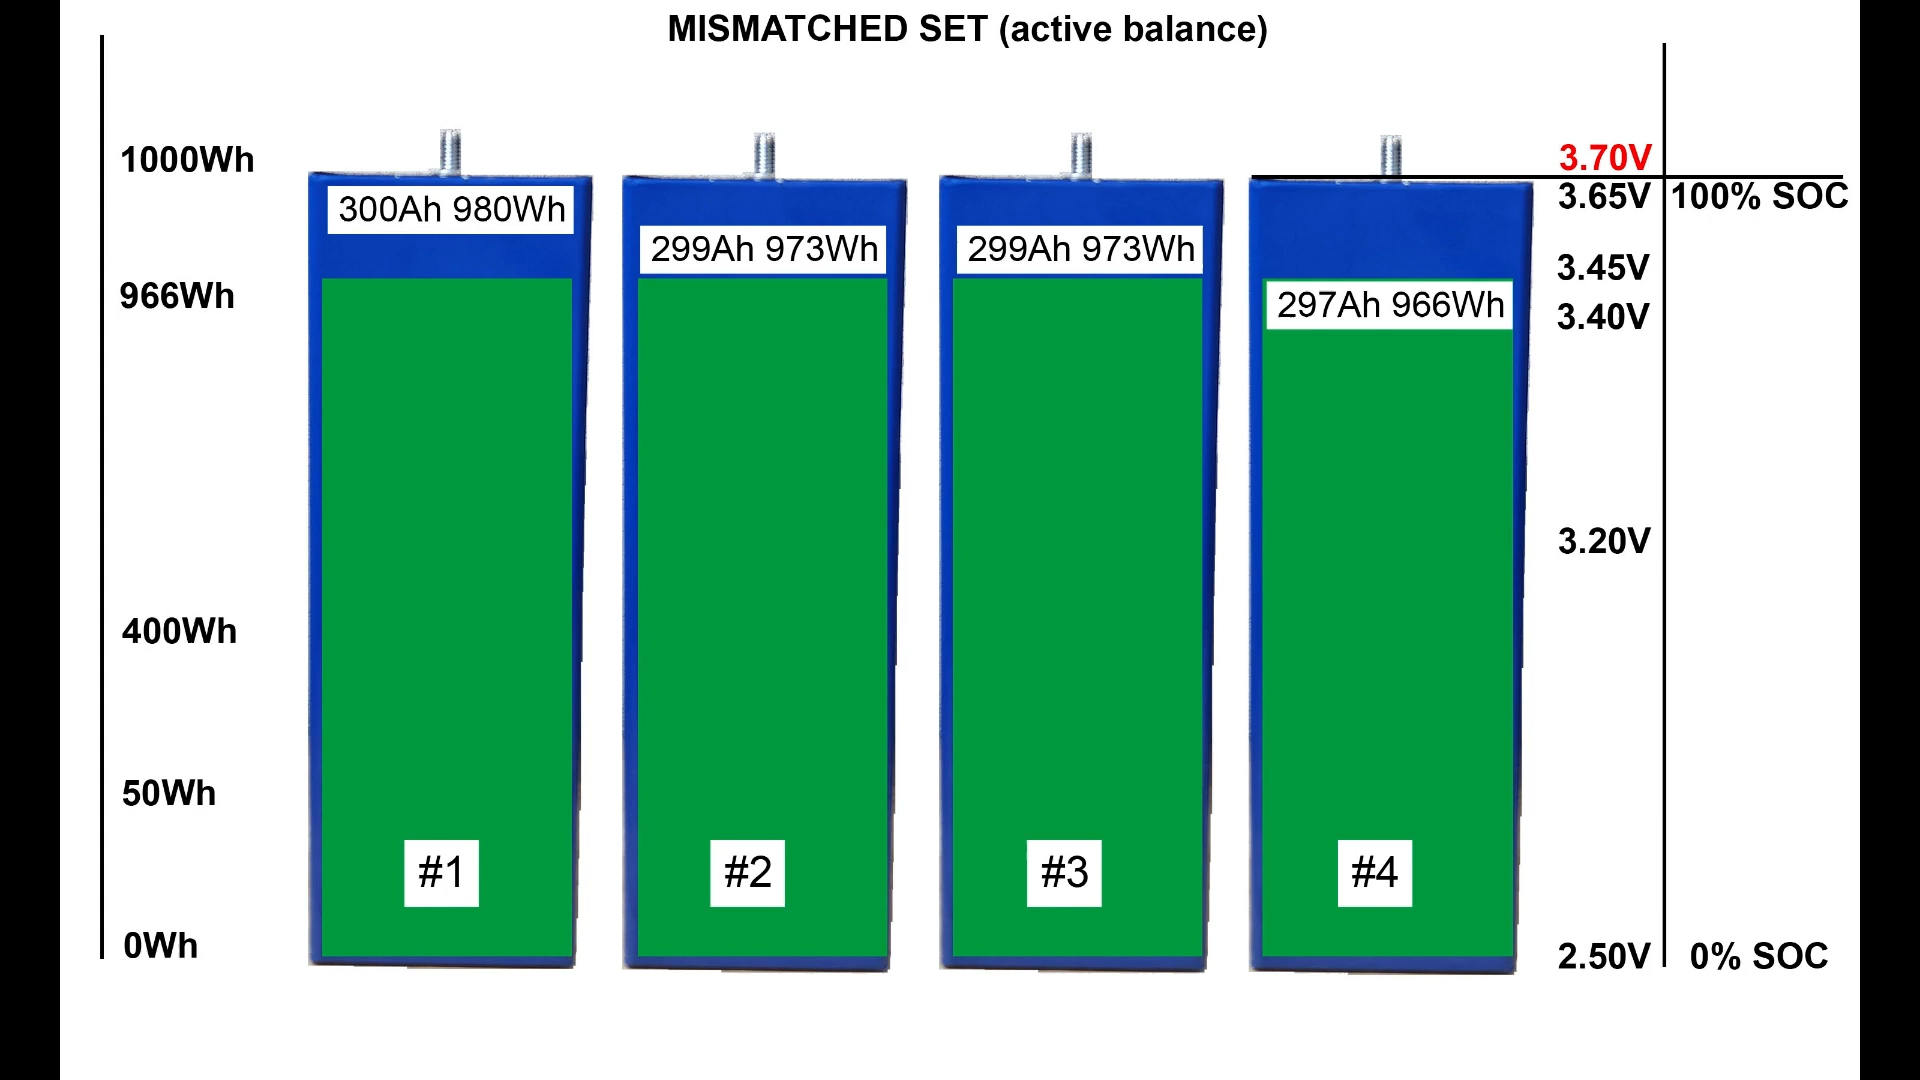 MISMATCHED SET (active balance)
1000Wh
966Wh
400Wh
50Wh
0Wh
300Ah 980Wh
#1
299Ah 973Wh
#2
299Ah 973Wh
#3
297Ah 966Wh
#4
3.70V
3.65V
3.45V
3.40V
3.20V
2.50V
100% SOC
0% SOC